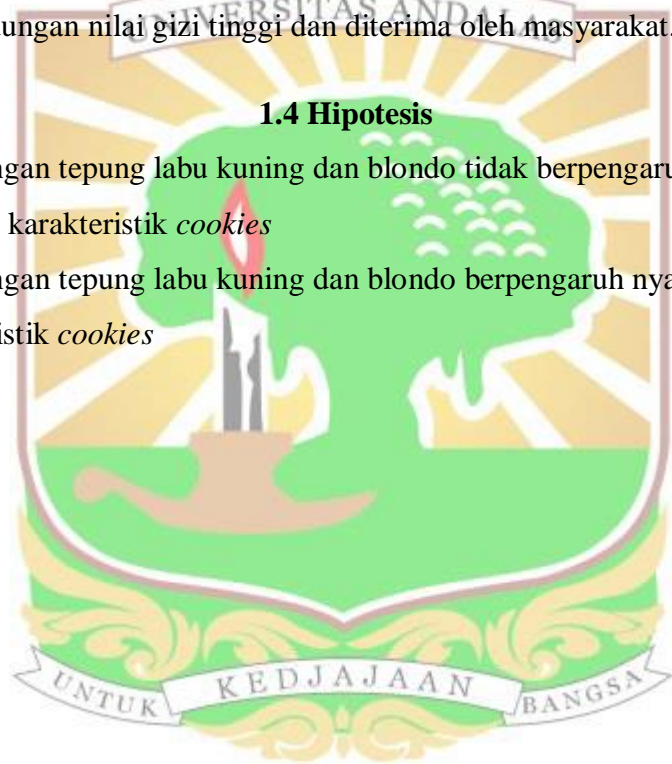 ungan nilai gizi tinggi dan diterima oleh masyarakat.
UNIVERSITAS ANDALAS
1.4 Hipotesis
ngan tepung labu kuning dan blondo tidak berpengaru
karakteristik cookies
ngan tepung labu kuning dan blondo berpengaruh nya
istik cookies
UNTUK KEDJAJAAN BANGSA